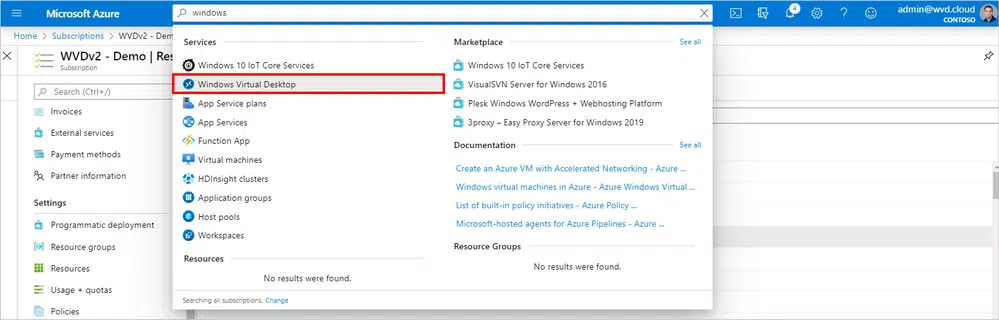 Microsoft Azure
windows
4
admin@wvd.cloud
CONTOSO
Home > Subscriptions > WVDv2 - Dem
WVDv2 - Demo | Res
Subscription
Search (Ctrl+/)
Invoices
External services
Payment methods
Partner information
Settings
Programmatic deployment
Resource groups
Resources
Usage + quotas
Policies
Services
Windows 10 IoT Core Services
Windows Virtual Desktop
App Service plans
App Services
Function App
Virtual machines
HDInsight clusters
Application groups
Host pools
Workspaces
Resources
No results were found.
Marketplace See all
Windows 10 IoT Core Services
VisualSVN Server for Windows 2016
Plesk Windows WordPress + Webhosting Platform
3proxy – Easy Proxy Server for Windows 2019
Documentation See all
Create an Azure VM with Accelerated Networking - Azure ...
Windows virtual machines in Azure - Azure Windows Virtual ...
List of built-in policy initiatives - Azure Policy ...
Microsoft-hosted agents for Azure Pipelines - Azure ...
Resource Groups
No results were found.
Searching all subscriptions. Change